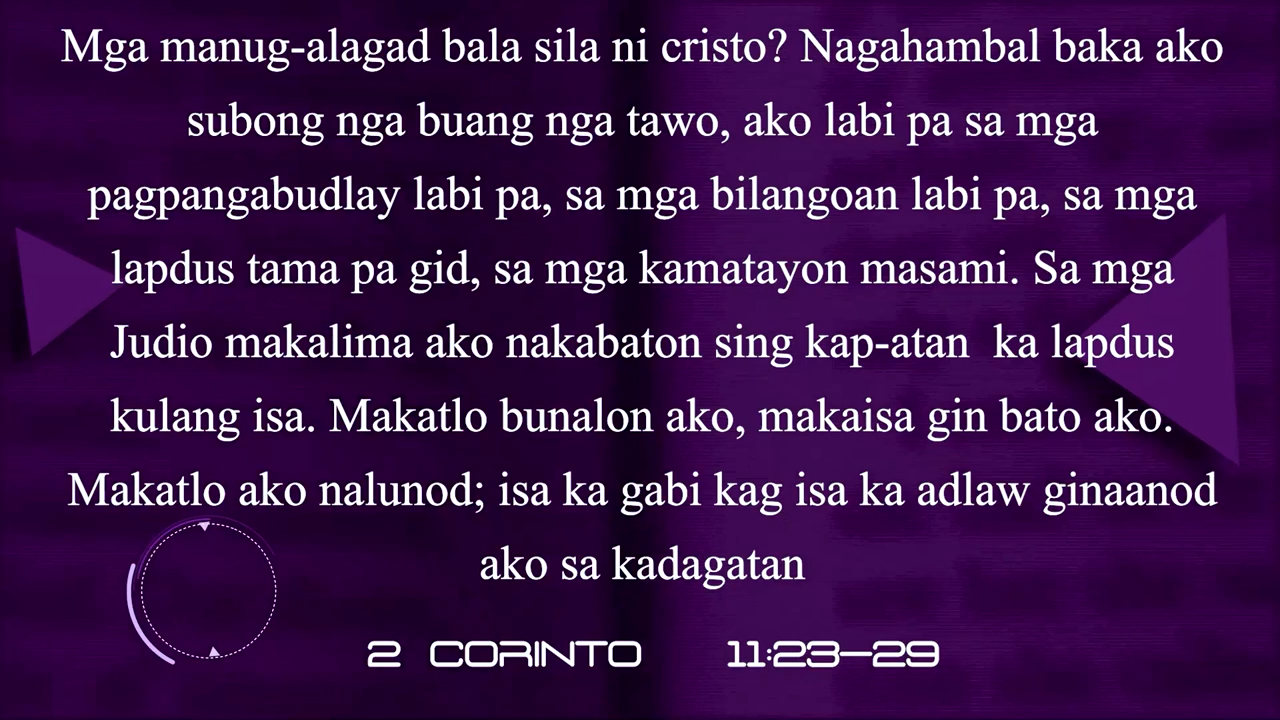 Mga manug-alagad bala sila ni cristo? Nagahambal baka ako
subong nga buang nga tawo, ako labi pa sa mga
pagpangabudlay labi pa, sa mga bilangoan labi pa, sa mga
lapdus tama pa gid, sa mga kamatayon masami. Sa mga
Judio makalima ako nakabaton sing kap-atan  ka lapdus
kulang isa. Makatlo bunalon ako, makaisa gin bato ako.
Makatlo ako nalunod; isa ka gabi kag isa ka adlaw ginaanod
ako sa kadagatan
2 CORINTO 11:23-29